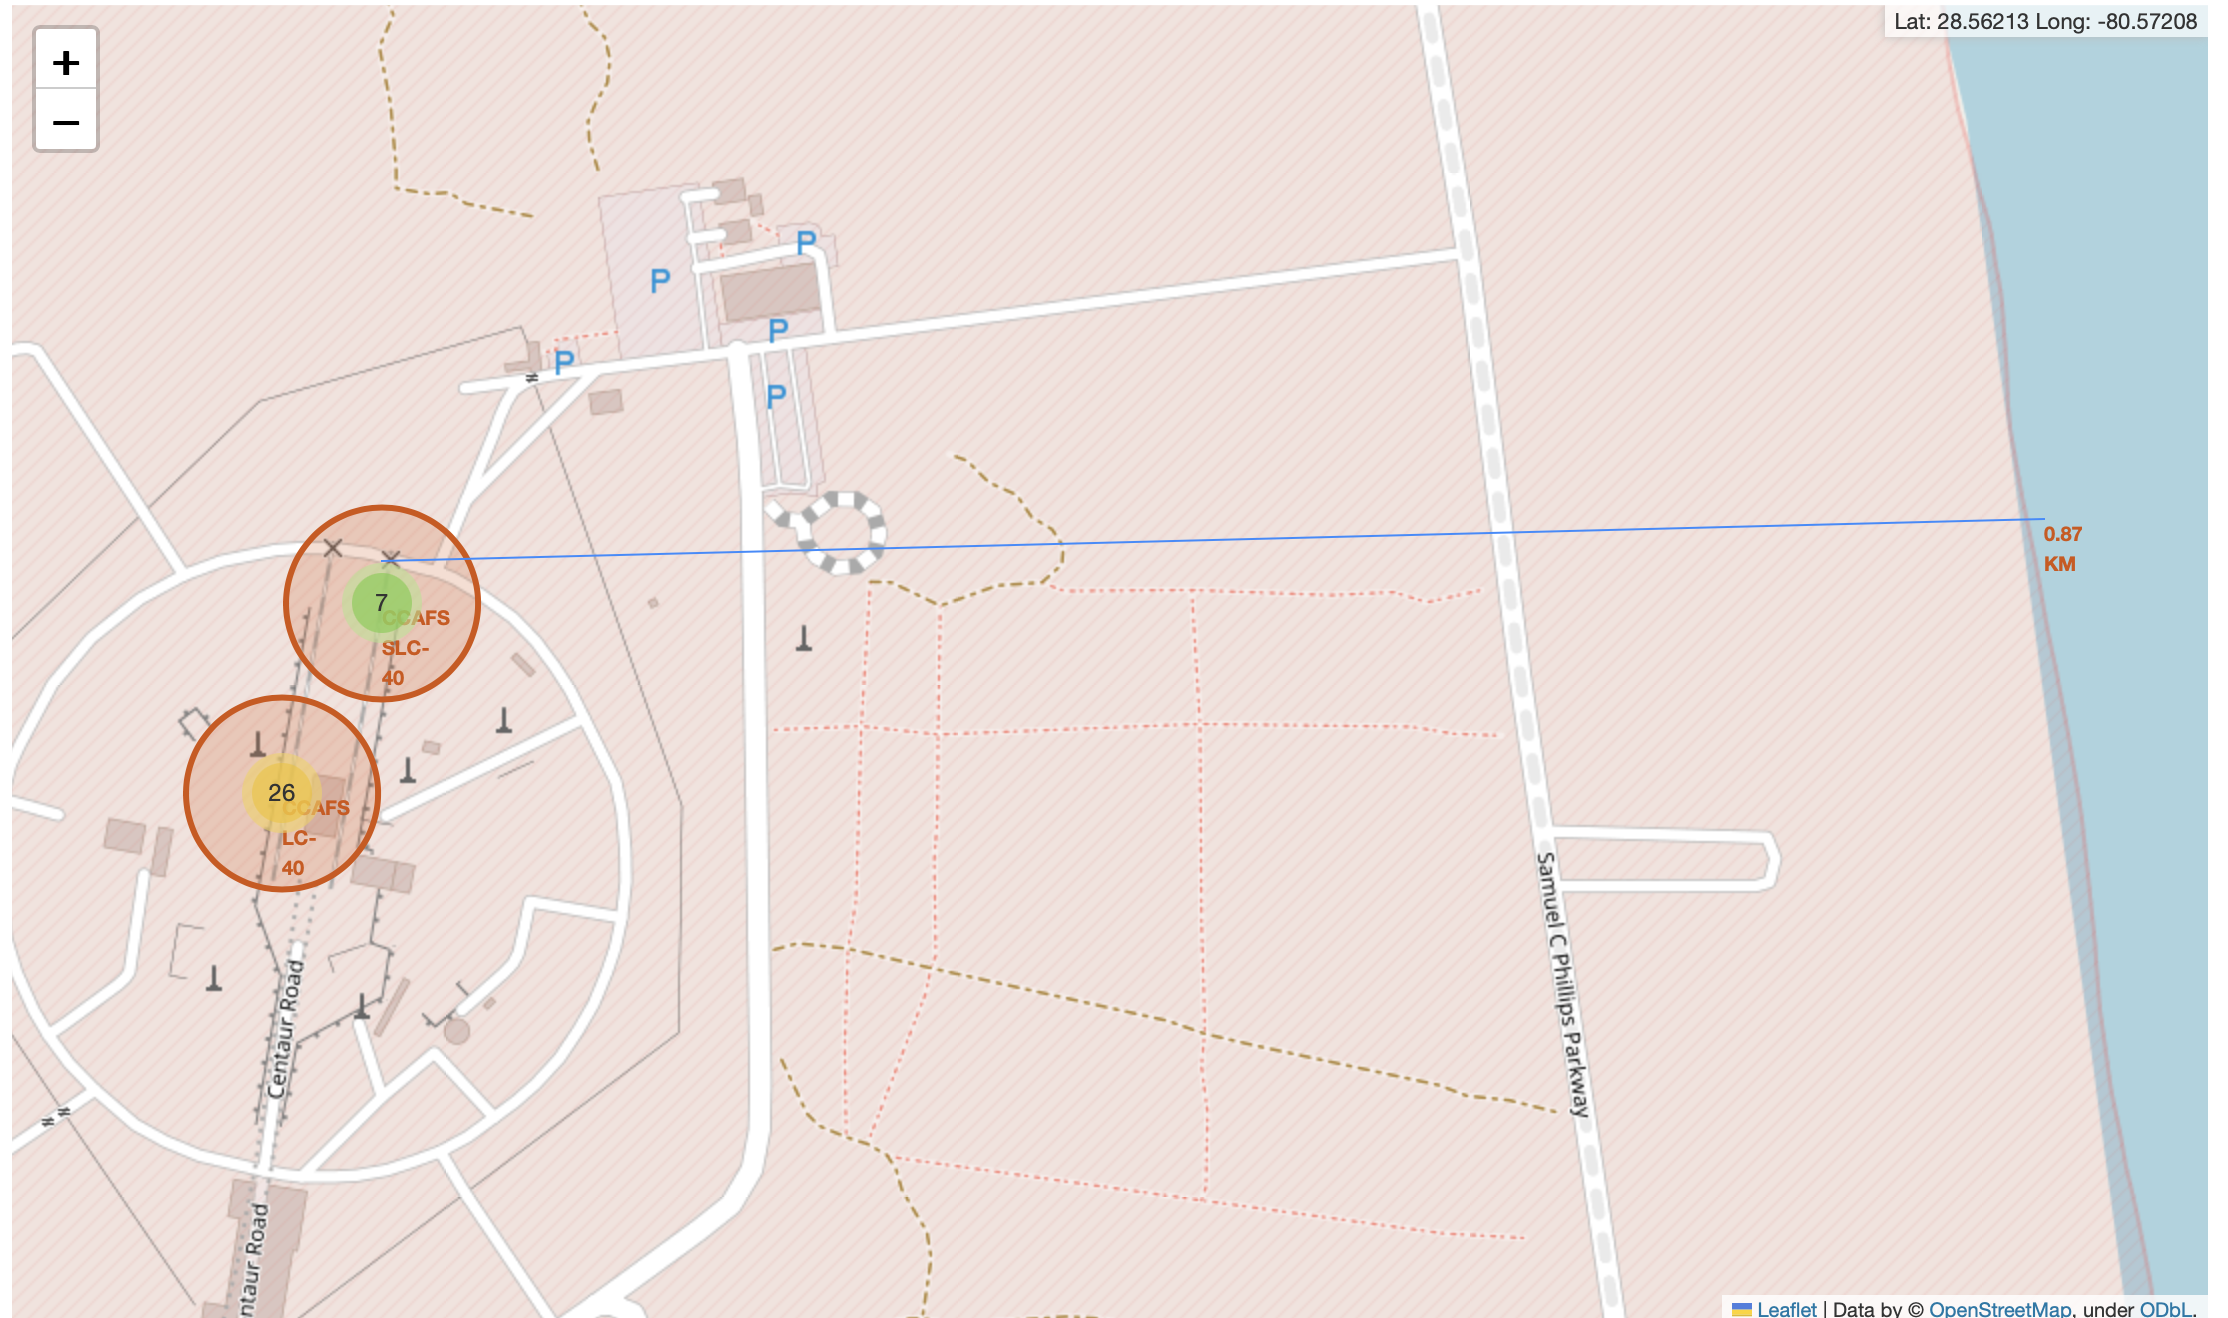 +
Lat: 28.56213 Long: -80.57208
−
P
P
P
P
P
0.87
KM
7
CCAFS
SLC-
40
26
CCAFS
LC-
40
Samuel C Phillips Parkway
Centaur Road
ntaur Road
Leaflet | Data by © OpenStreetMap, under ODbL.